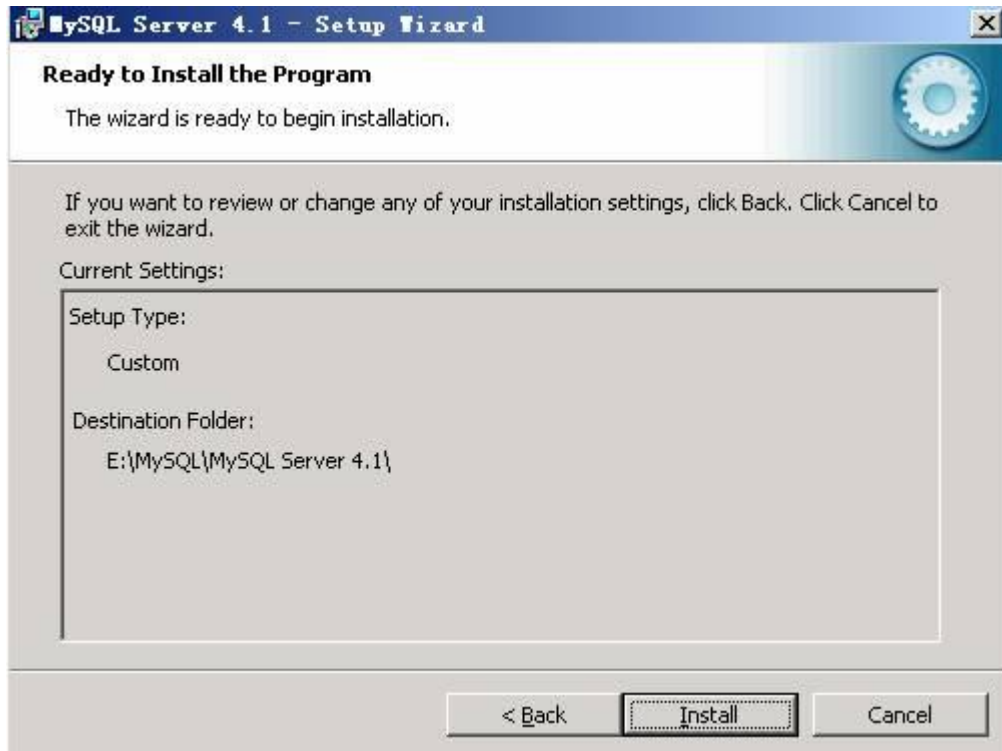 MySQL Server 4.1 - Setup Wizard
Ready to Install the Program
The wizard is ready to begin installation.
If you want to review or change any of your installation settings, click Back. Click Cancel to
exit the wizard.
Current Settings:
Setup Type:
Custom
Destination Folder:
E:\MySQL\MySQL Server 4.1\
< Back
Install
Cancel